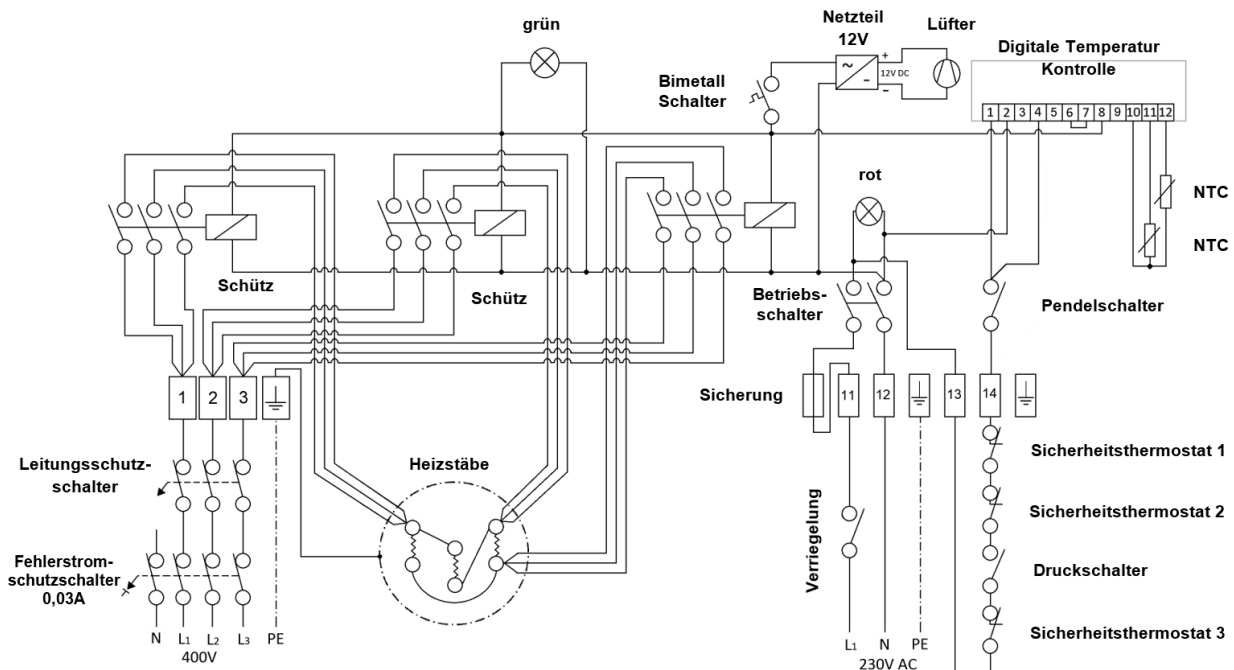 grün
Netzteil
12V
Lüfter
Digitale Temperatur
Kontrolle
Bimetall
Schalter
~
-
+
12V DC
-
1 2 3 4 5 6 7 8 9 10 11 12
rot
NTC
NTC
Schütz
Schütz
Betriebs-
schalter
Pendelschalter
1 2 3
Sicherung
11 12 13 14
Leitungsschutz-
schalter
Heizstäbe
Sicherheitsthermostat 1
Sicherheitsthermostat 2
Verriegelung
Fehlerstrom-
schutzschalter
0,03A
Druckschalter
Sicherheitsthermostat 3
N L1 L2 L3 PE
400V
L1 N PE
230V AC